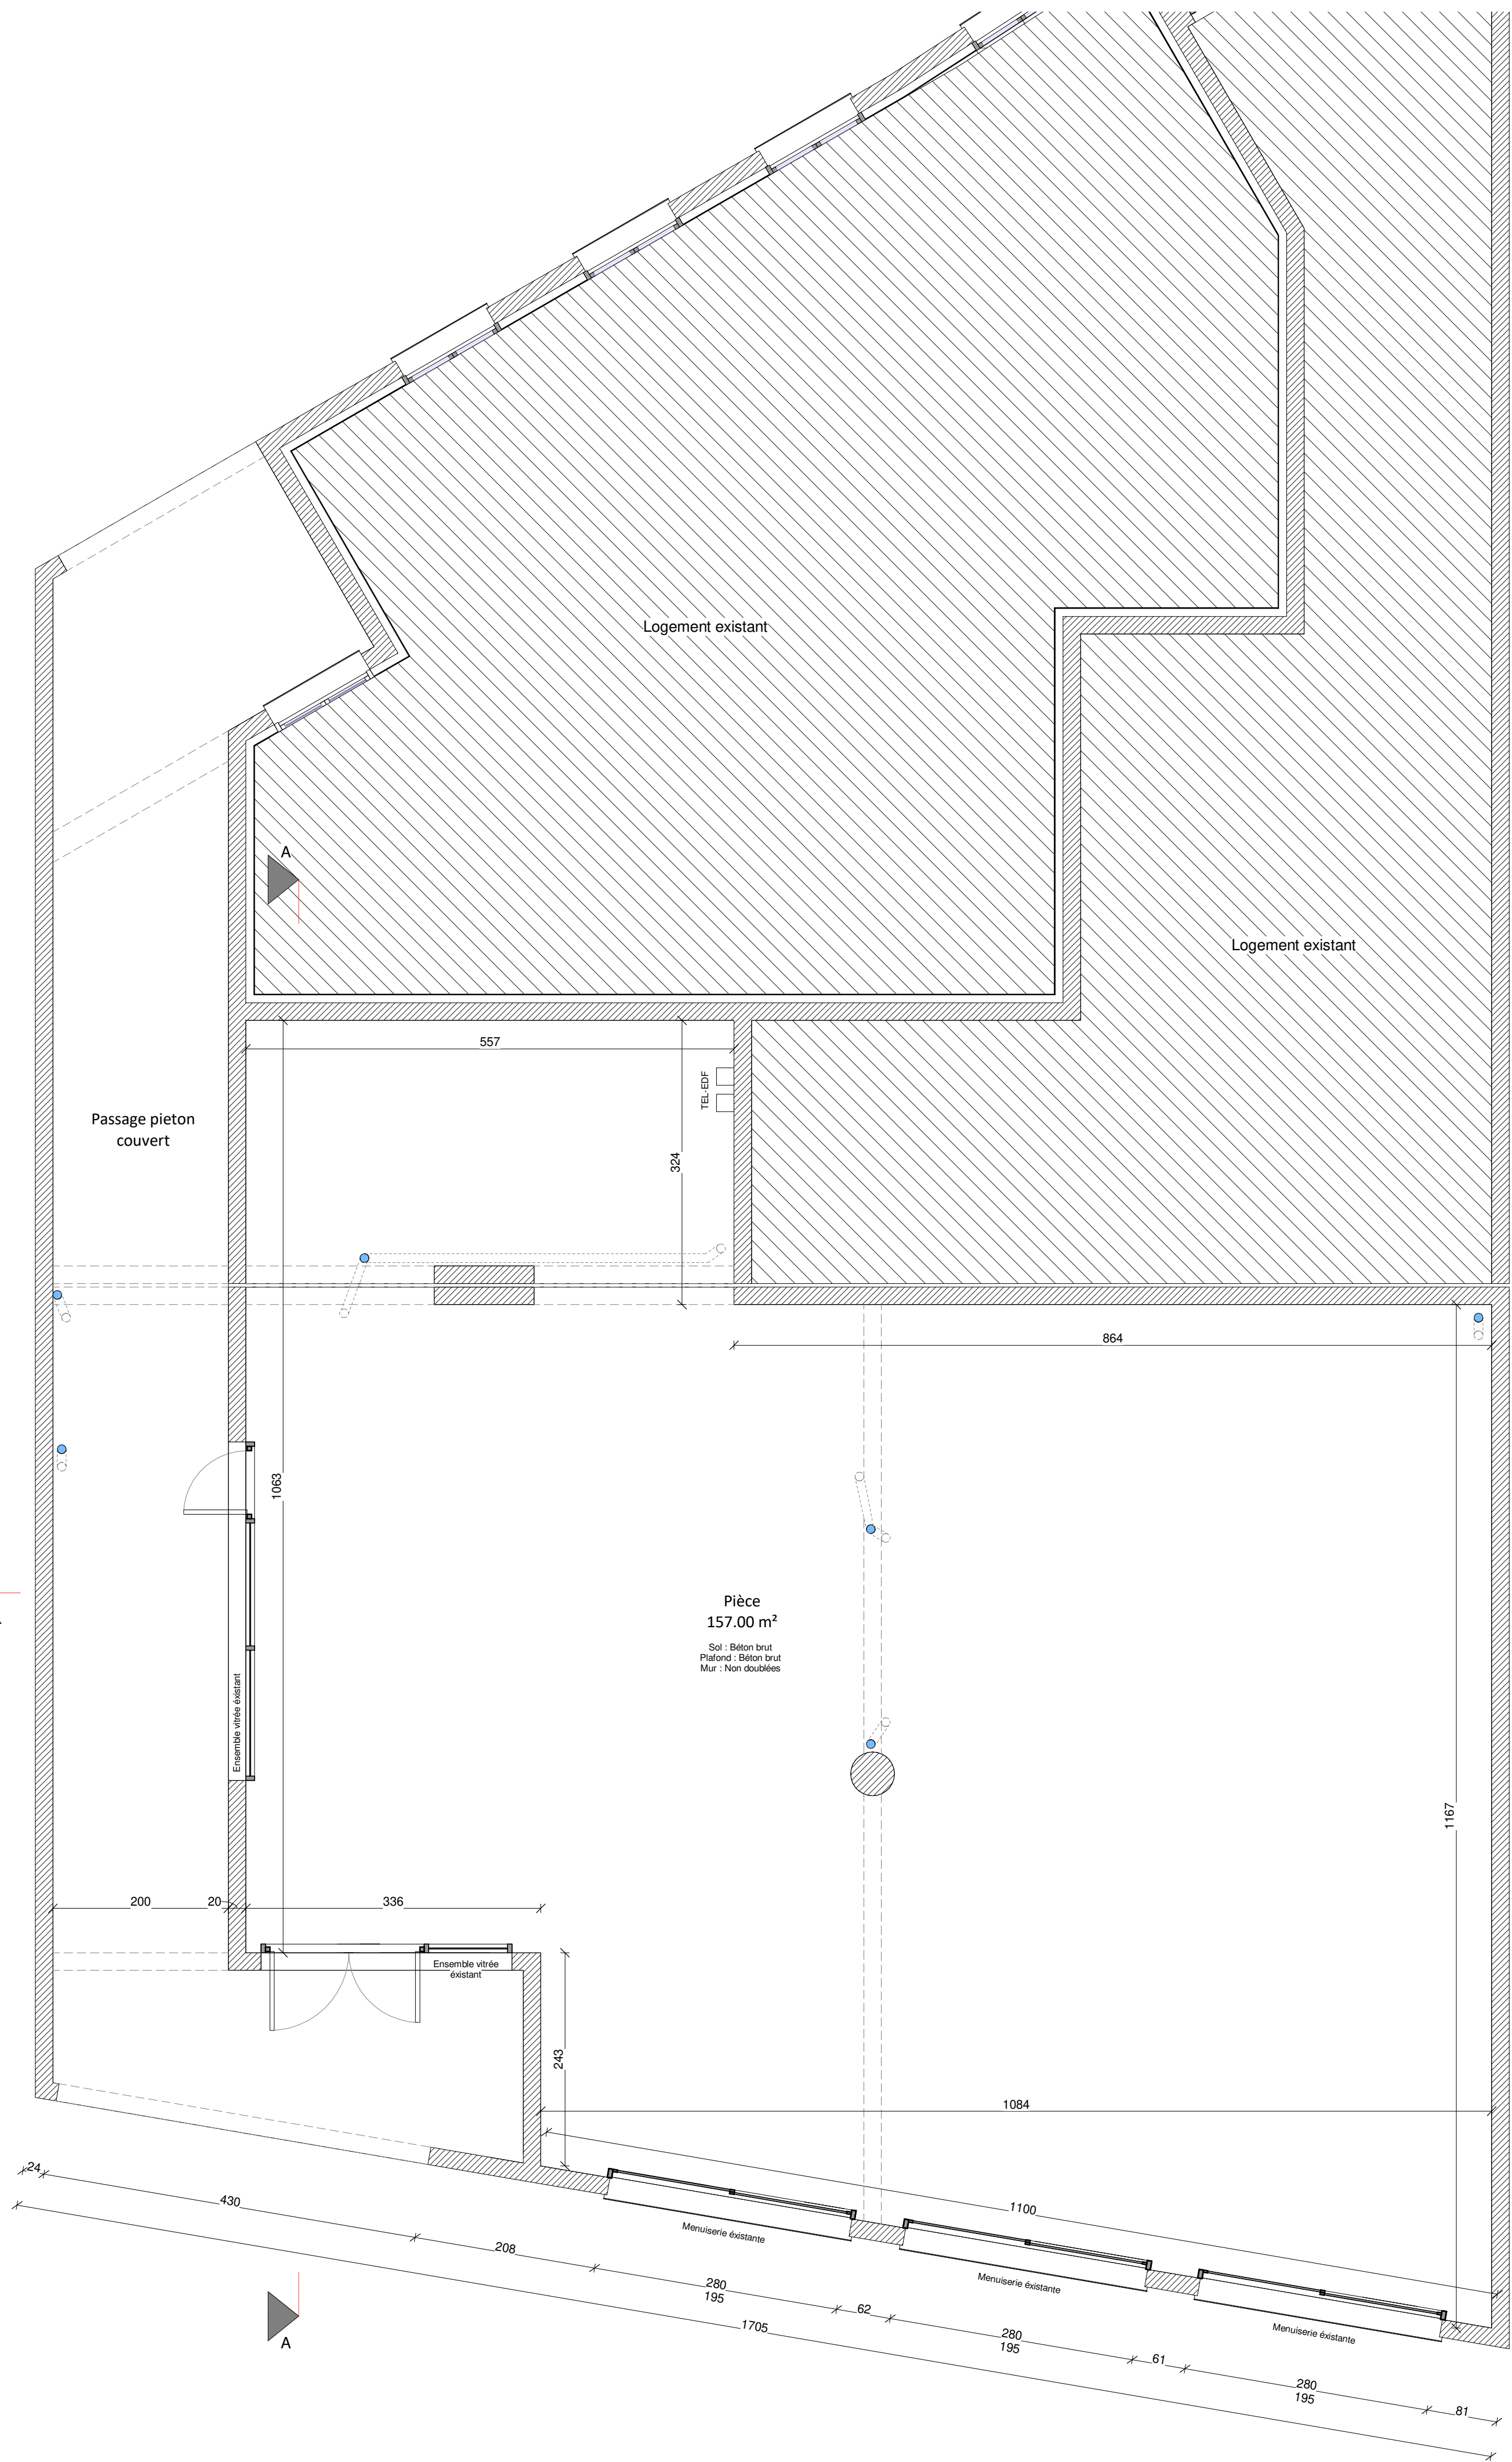 Logement existant
A
Logement existant
557
TEL-EDF
324
Passage pieton
couvert
864
1063
Pièce
157.00 m²
Sol : Béton brut
Plafond : Béton brut
Mur : Non doublées
Ensemble vitrée éxistant
1167
200
20
336
Ensemble vitrée
éxistant
243
1084
1100
24
430
208
Menuiserie éxistante
280
195
62
Menuiserie éxistante
280
195
61
Menuiserie éxistante
280
195
81
1705
A